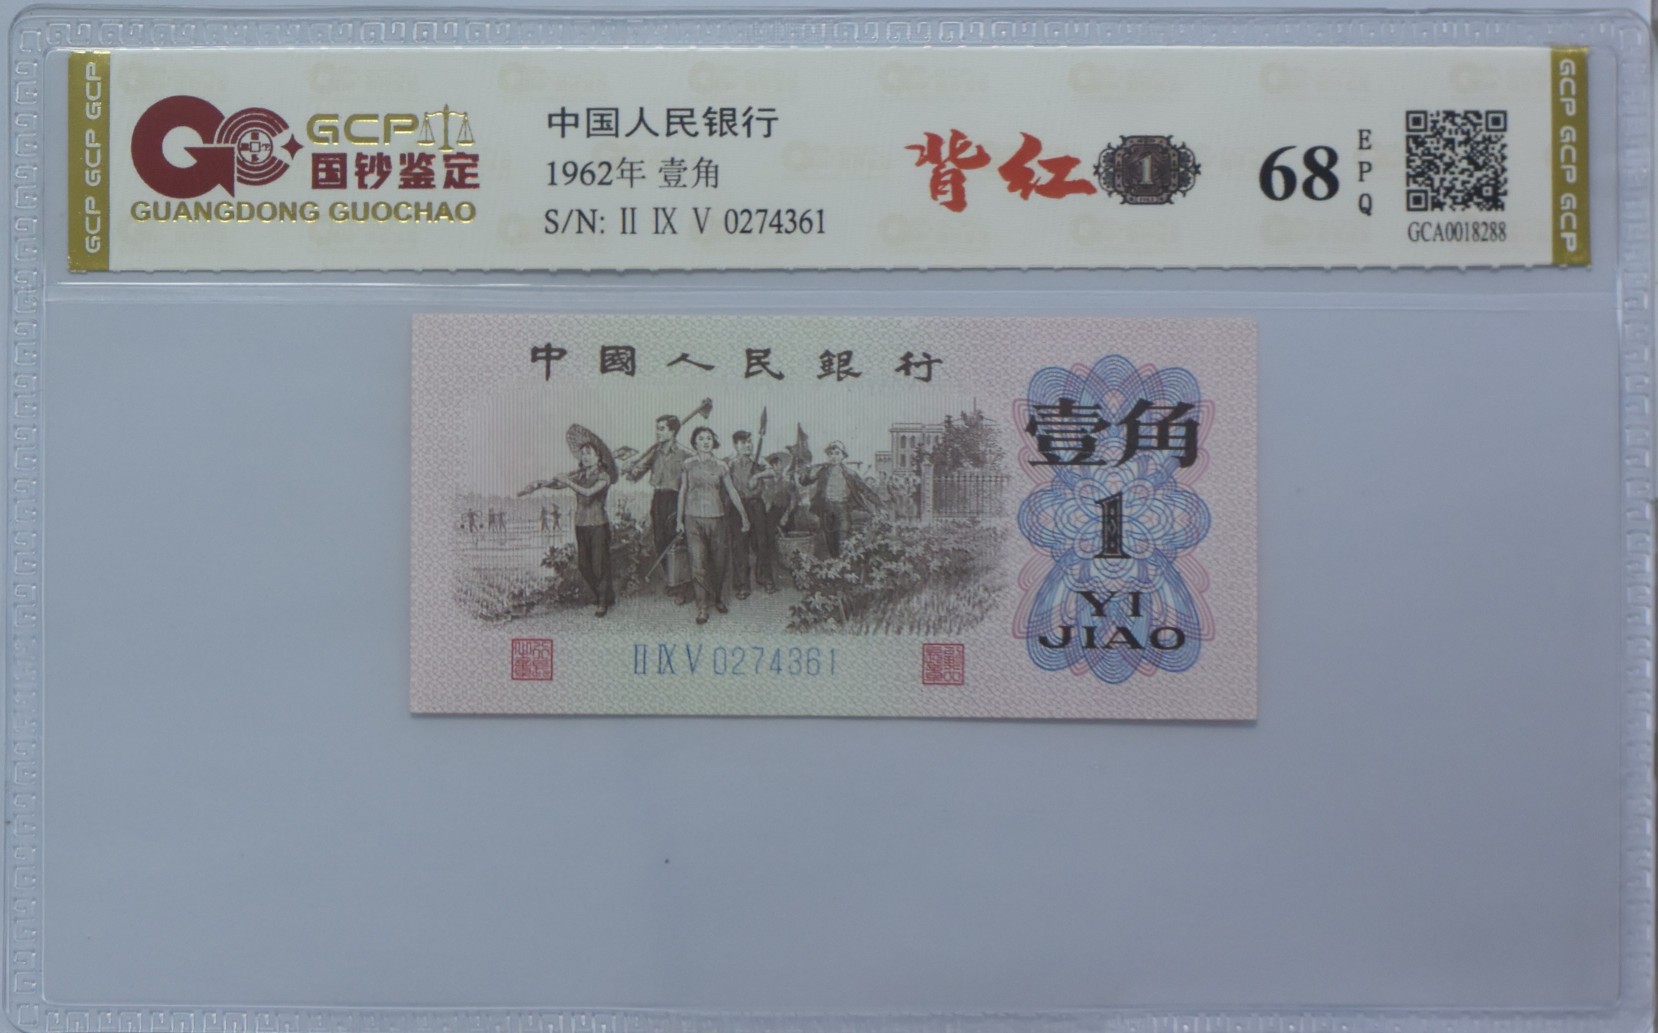 GCP GCP GCP
GCP
国钞鉴定
GUANGDONG GUOCHAO
中国人民银行
1962年 壹角
S/N: II IX V 0274361
背红
1
68
EPQ
GCA0018288
GCP GCP GCP
中國人民銀行
壹角
1
YI
JIAO
II IX V 0274361